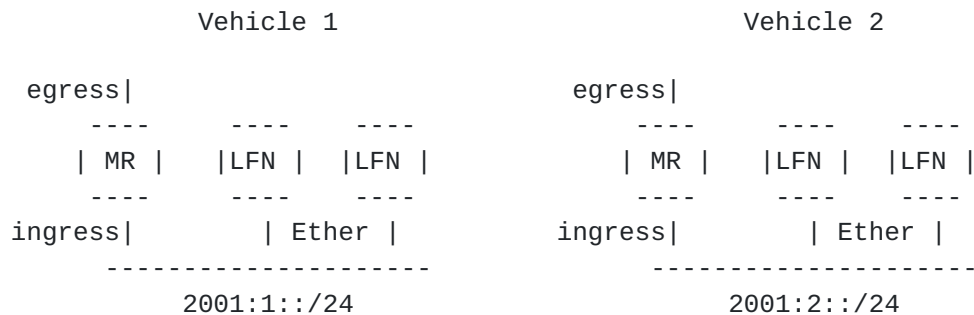 Vehicle 1                          Vehicle 2
egress|                            egress|
----     ----    ----              ----     ----    ----
| MR |   |LFN |  |LFN |            | MR |   |LFN |  |LFN |
----     ----    ----              ----     ----    ----
ingress|        | Ether |          ingress|        | Ether |
---------------------              ---------------------
2001:1::/24                        2001:2::/24